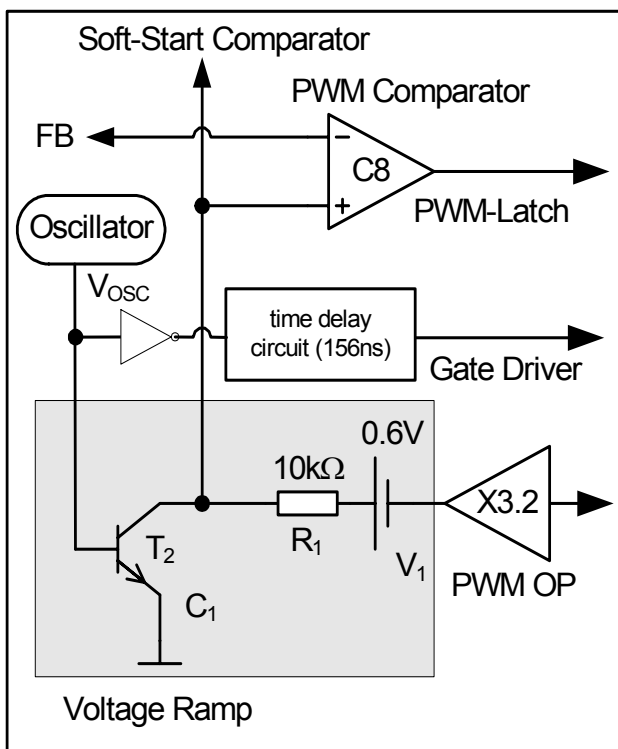 Soft-Start Comparator
PWM Comparator
FB
C8
PWM-Latch
Oscillator
VOSC
time delay
circuit (156ns)
Gate Driver
0.6V
10kΩ
X3.2
T2
R1
V1
PWM OP
C1
Voltage Ramp